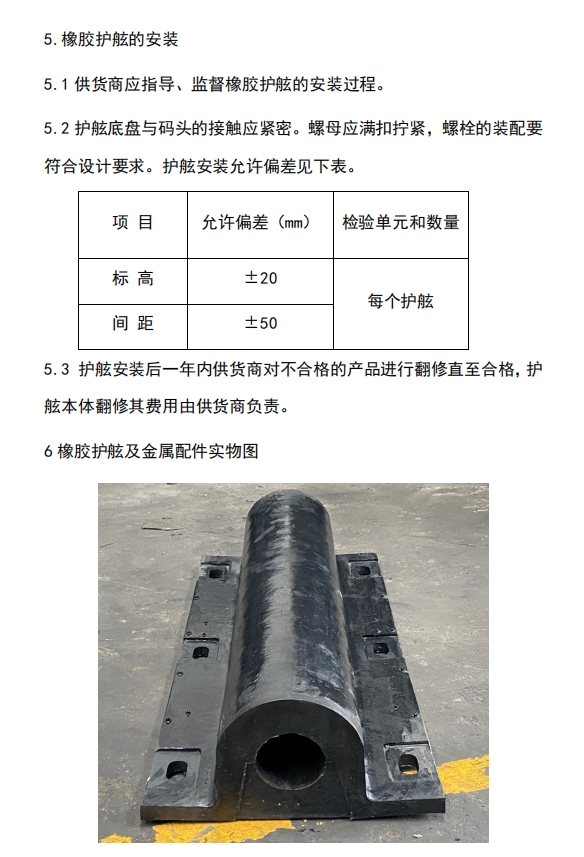 5.橡胶护舷的安装
5.1 供货商应指导、监督橡胶护舷的安装过程。
5.2 护舷底盘与码头的接触应紧密。螺母应满扣拧紧，螺栓的装配要
符合设计要求。护舷安装允许偏差见下表。
项 目 允许偏差（mm） 检验单元和数量
标 高 ±20
每个护舷
间 距 ±50
5.3 护舷安装后一年内供货商对不合格的产品进行翻修直至合格，护
舷本体翻修其费用由供货商负责。
6 橡胶护舷及金属配件实物图